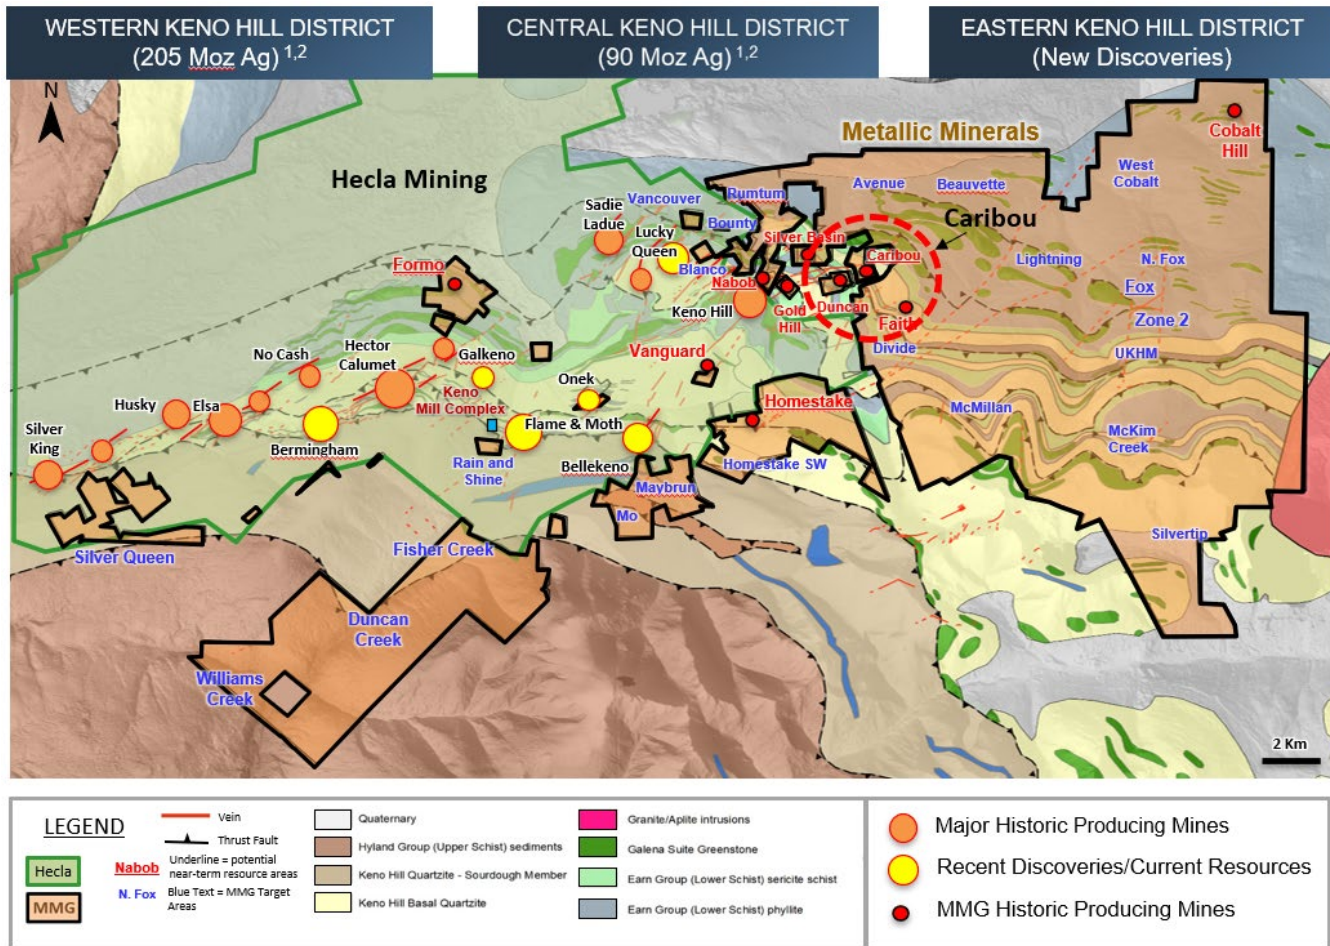 WESTERN KENO HILL DISTRICT
(205 Moz Ag) 1,2
CENTRAL KENO HILL DISTRICT
(90 Moz Ag) 1,2
EASTERN KENO HILL DISTRICT
(New Discoveries)
N
Hecla Mining
Metallic Minerals
Cobalt
Hill
West
Cobalt
Avenue
Beauvette
Caribou
Rumtum
Vancouver
Sadie
Ladue
Bounty
Lucky
Queen
Silver Basin
Blanco
Caribou
Lightning
N. Fox
Formo
Nabob
Fox
Keno Hill
Gold
Hill
Duncan
Faith
Zone 2
Divide
UKHM
Vanguard
No Cash
Hector
Calumet
Galkeno
Onek
Keno
Mill Complex
Husky
Elsa
Homestake
McMillan
Silver
King
Bermingham
Flame & Moth
McKim
Creek
Rain and
Shine
Bellekeno
Homestake SW
Maybrun
Mo
Silver Queen
Fisher Creek
Silvertip
Duncan
Creek
Williams
Creek
2 Km
LEGEND
Hecla
MMG
Vein
Thrust Fault
Nabob
Underline = potential
near-term resource areas
N. Fox
Blue Text = MMG Target
Areas
Quaternary
Hyland Group (Upper Schist) sediments
Keno Hill Quartzite - Sourdough Member
Keno Hill Basal Quartzite
Granite/Aplite intrusions
Galena Suite Greenstone
Earn Group (Lower Schist) sericite schist
Earn Group (Lower Schist) phyllite
Major Historic Producing Mines
Recent Discoveries/Current Resources
MMG Historic Producing Mines